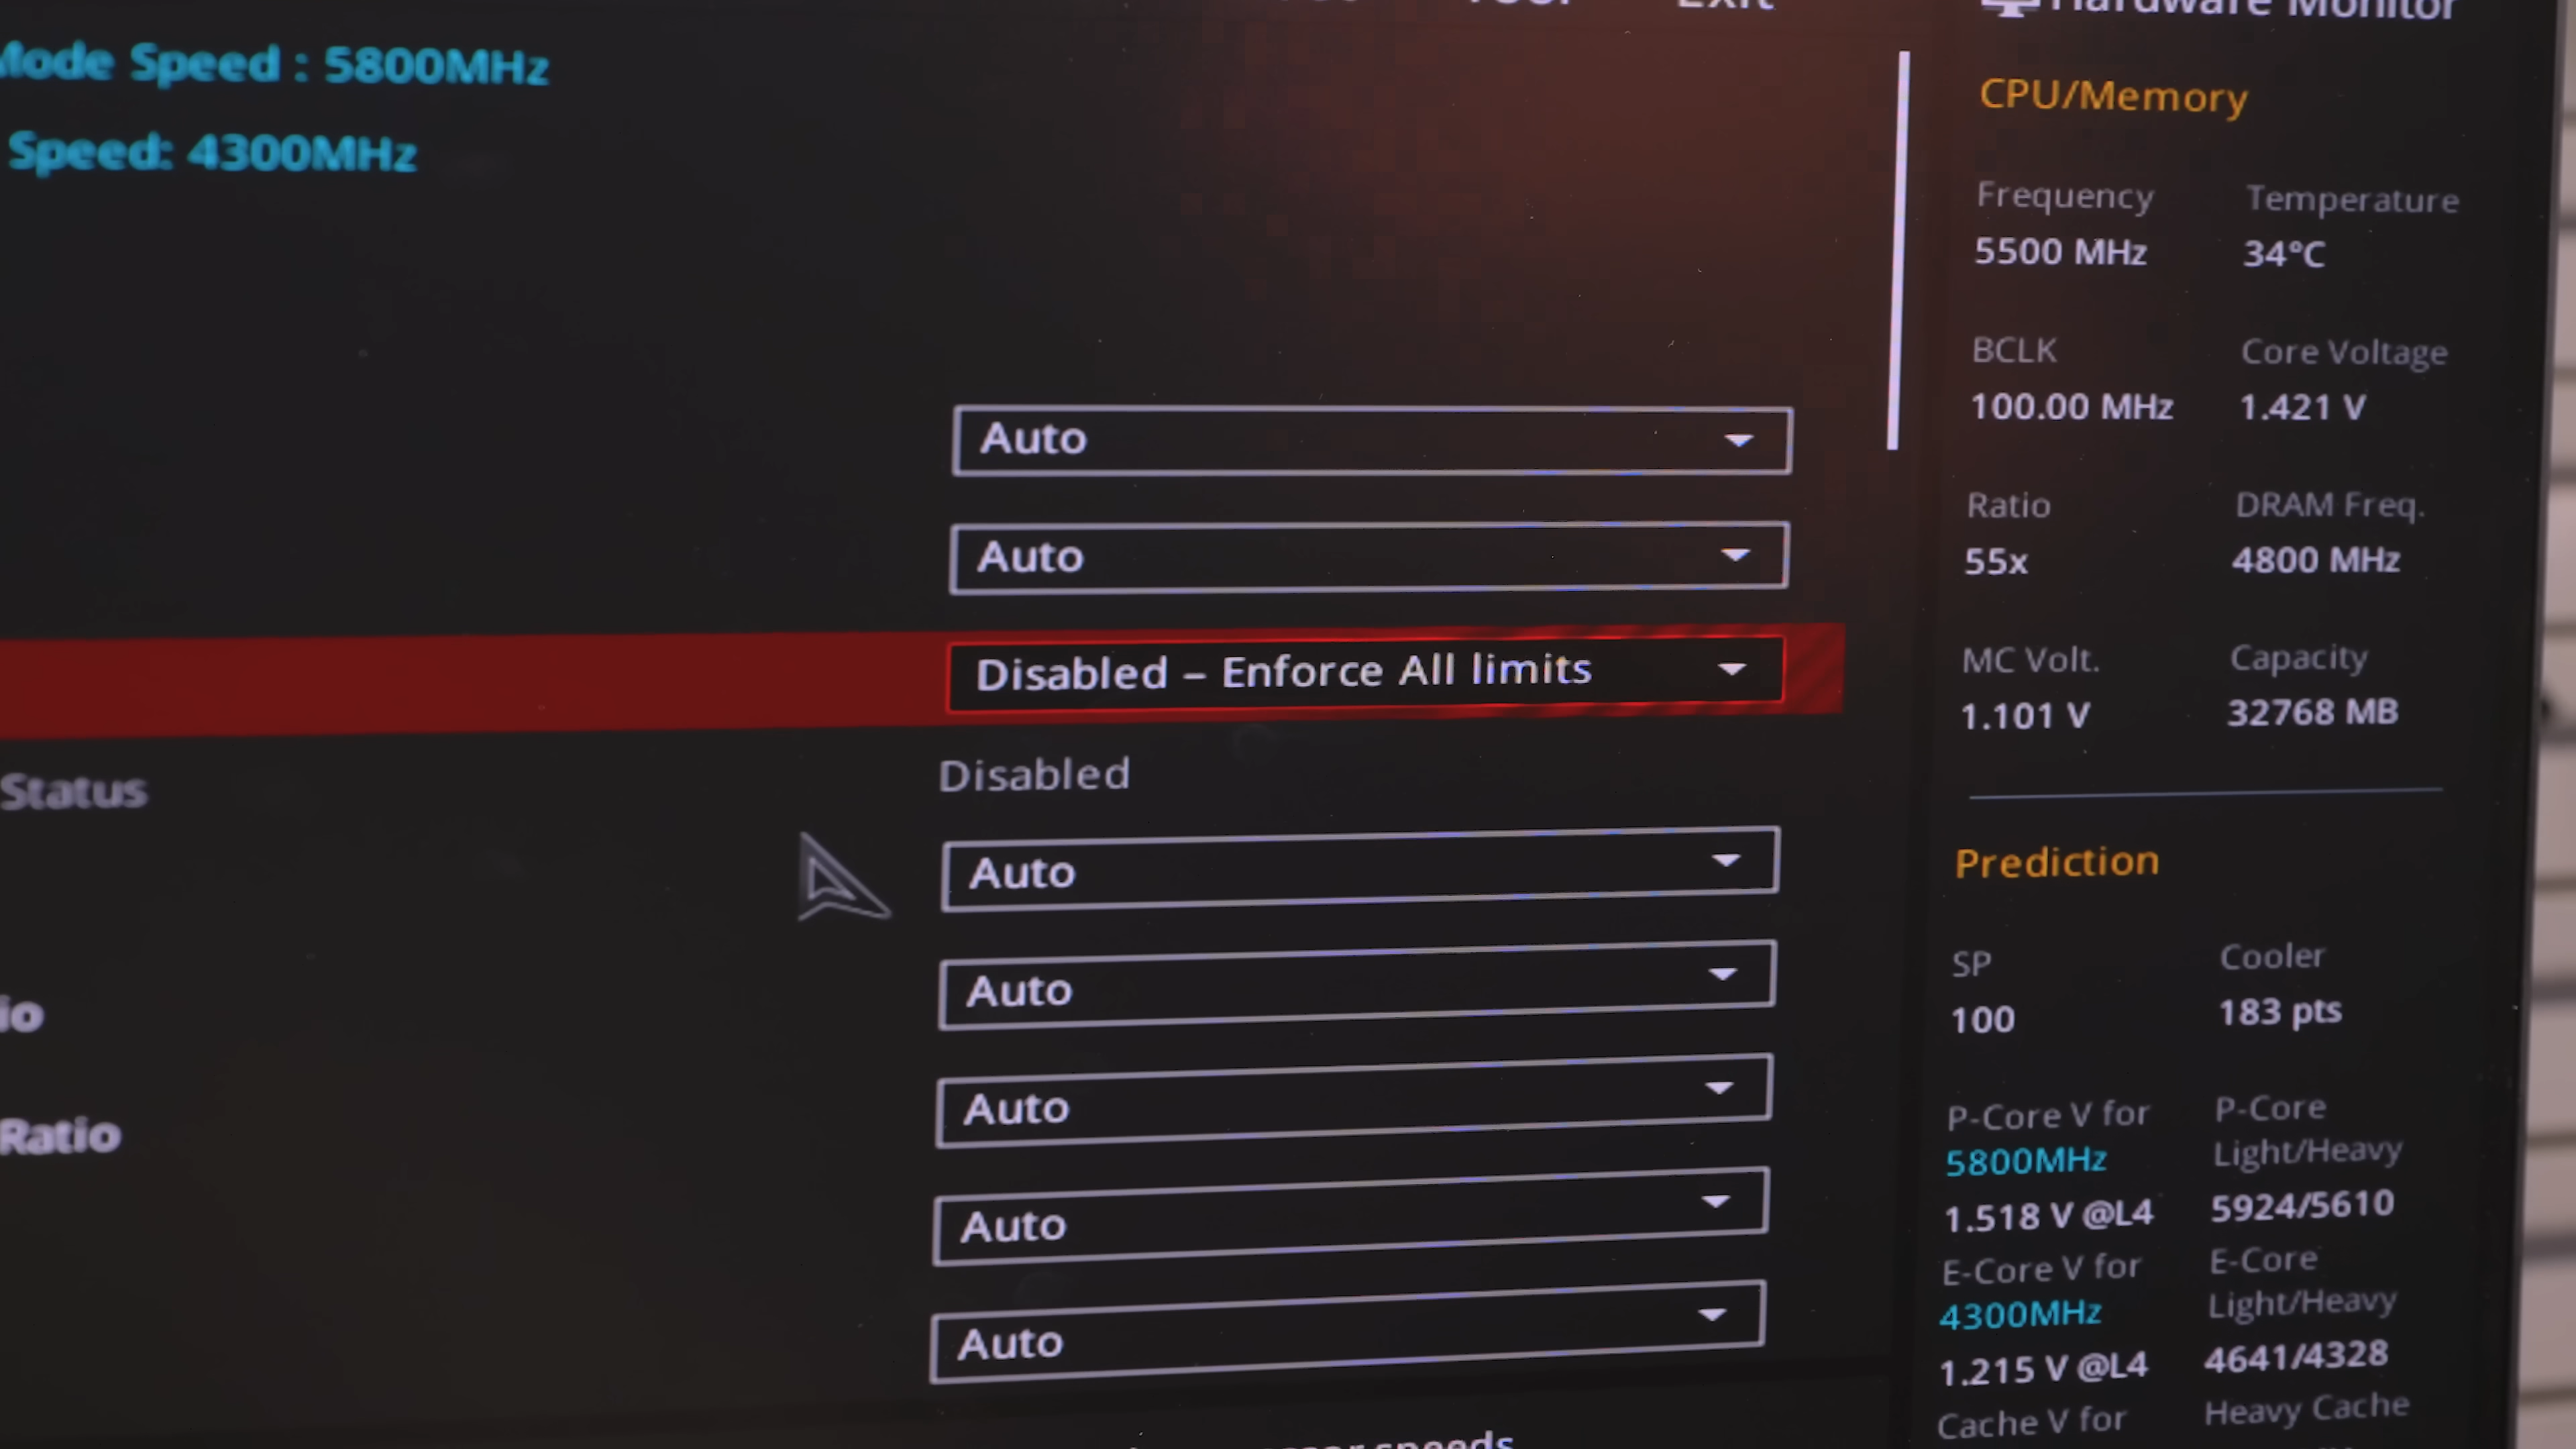 Exit
Hardware Monitor
Mode Speed : 5800MHz
Speed: 4300MHz
Auto
Auto
Disabled – Enforce All limits
Status
Disabled
Auto
Auto
io
Auto
Ratio
Auto
Auto
speeds
CPU/Memory
Frequency Temperature
5500 MHz 34°C
BCLK Core Voltage
100.00 MHz 1.421 V
Ratio DRAM Freq.
55x 4800 MHz
MC Volt. Capacity
1.101 V 32768 MB
Prediction
SP Cooler
100 183 pts
P-Core V for P-Core
5800MHz Light/Heavy
1.518 V @L4 5924/5610
E-Core V for E-Core
4300MHz Light/Heavy
1.215 V @L4 4641/4328
Cache V for Heavy Cache